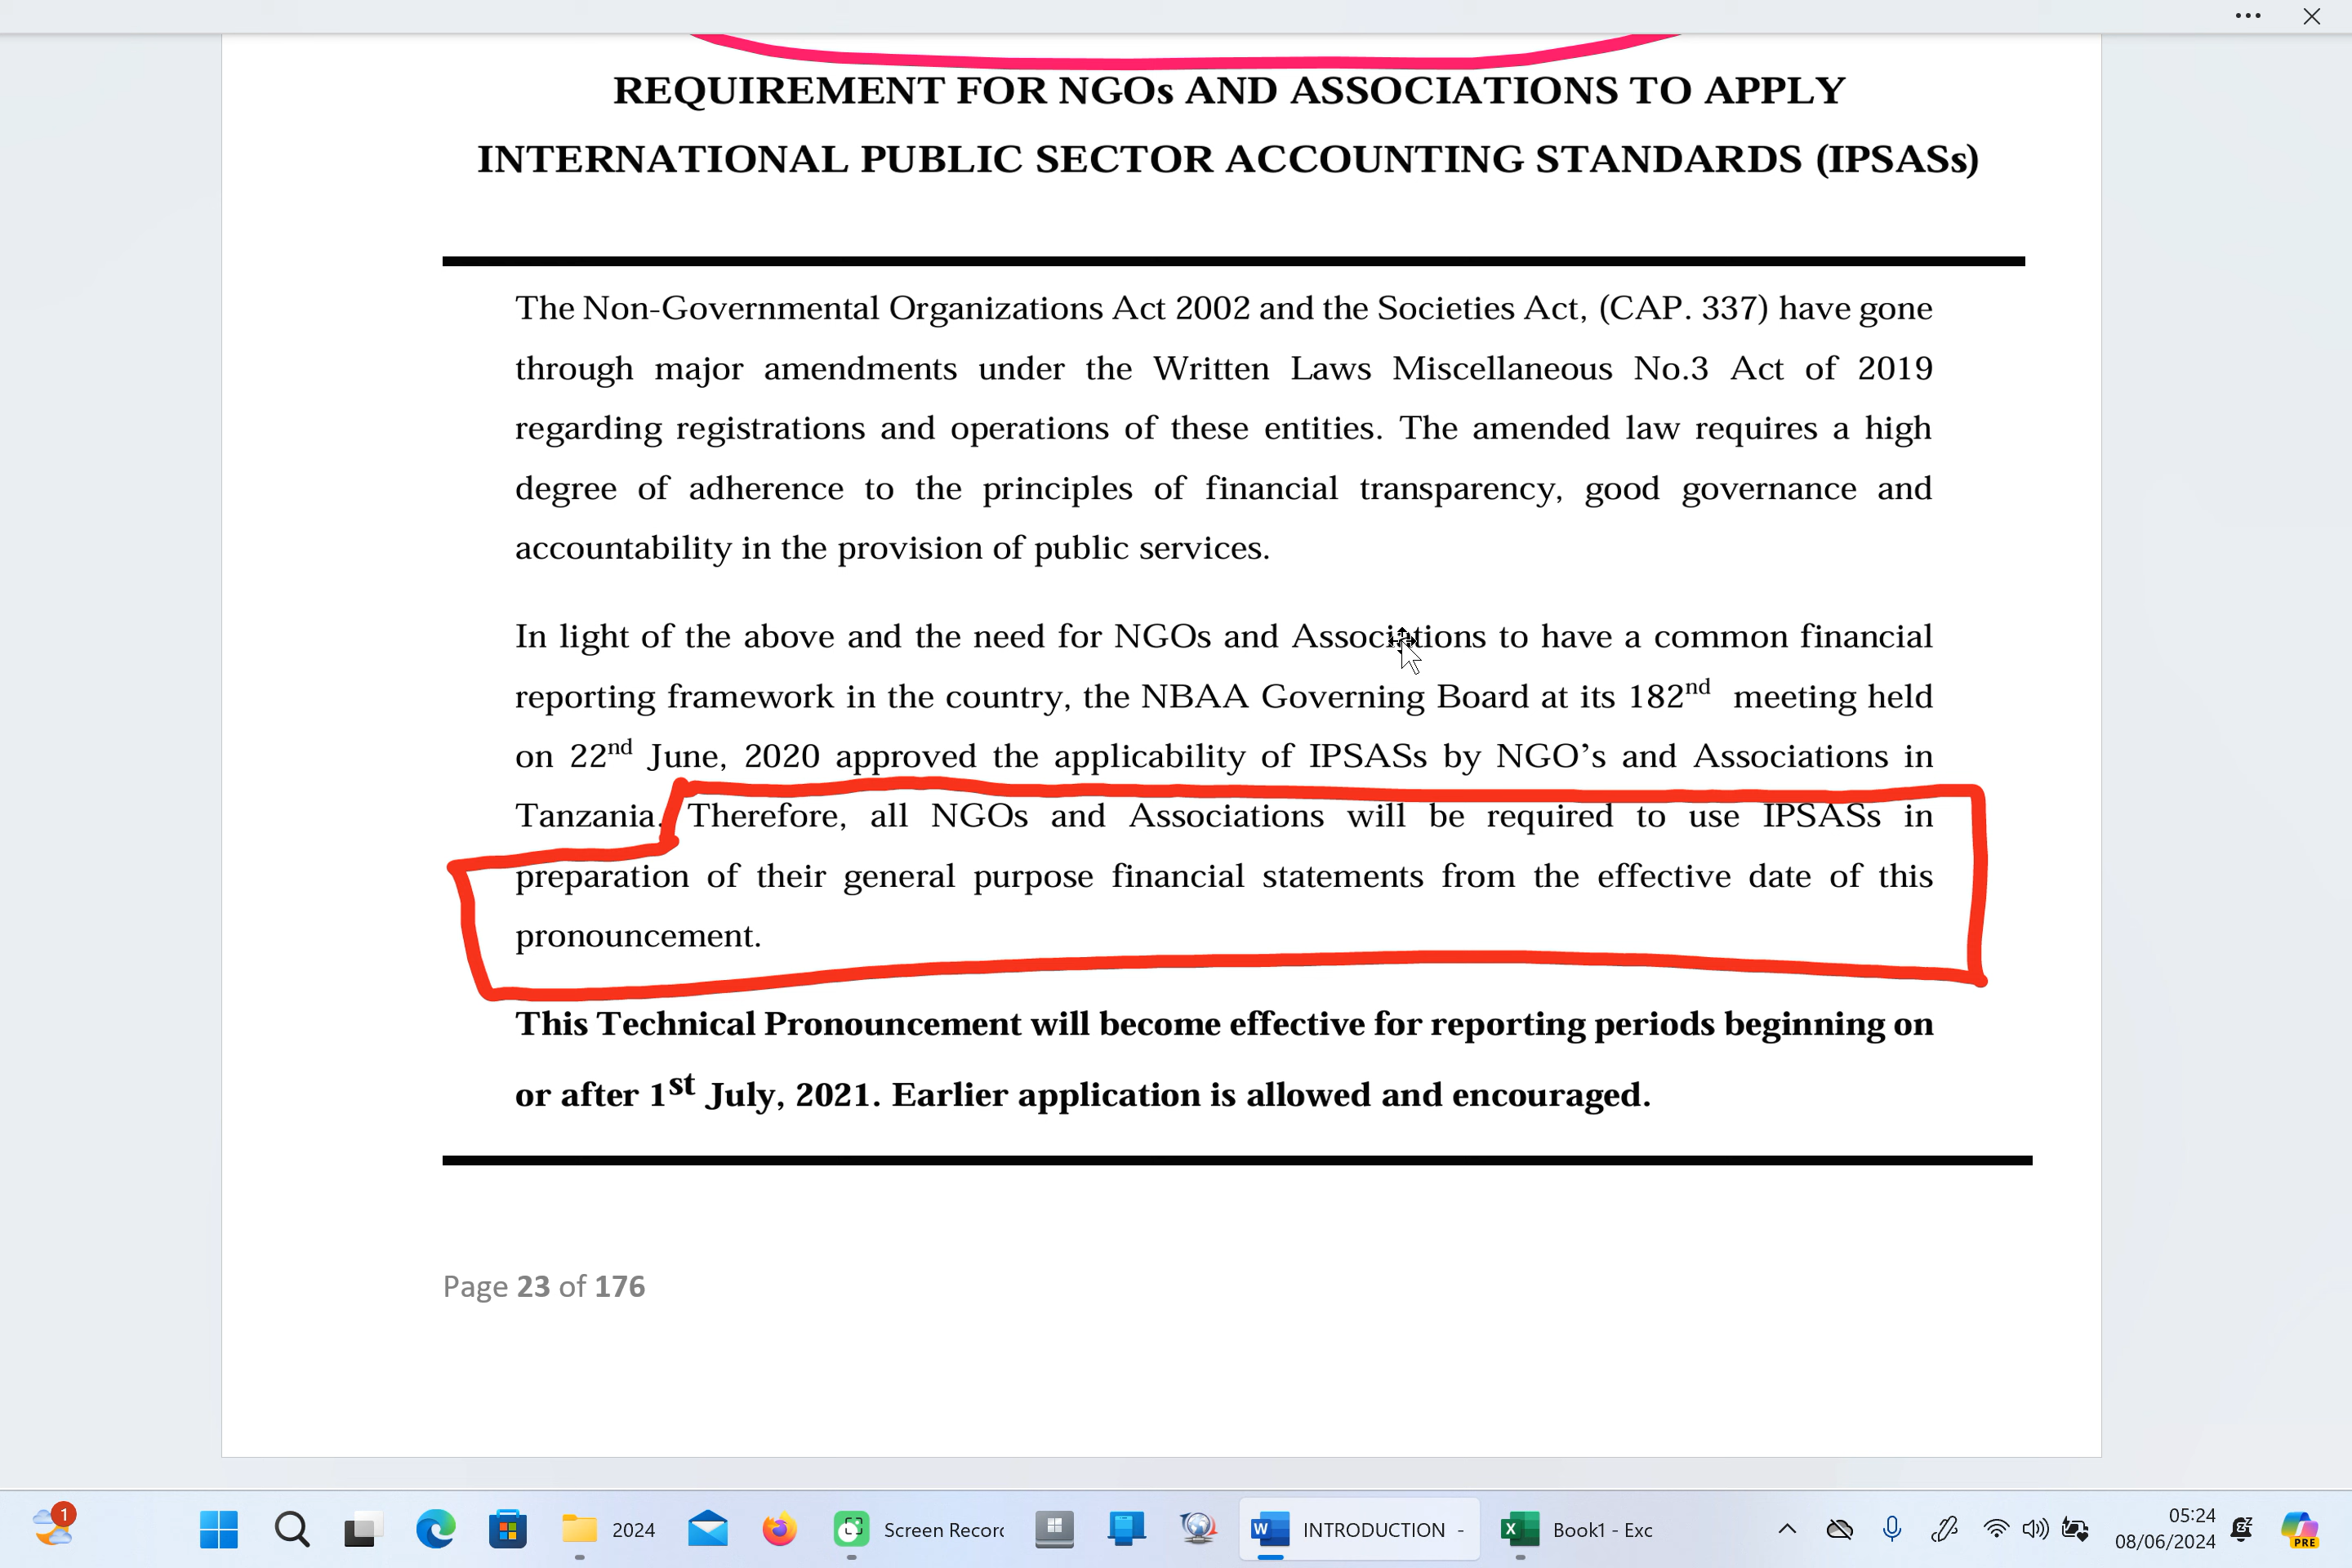 REQUIREMENT FOR NGOs AND ASSOCIATIONS TO APPLY
INTERNATIONAL PUBLIC SECTOR ACCOUNTING STANDARDS (IPSASs)
The Non-Governmental Organizations Act 2002 and the Societies Act, (CAP. 337) have gone
through major amendments under the Written Laws Miscellaneous No.3 Act of 2019
regarding registrations and operations of these entities. The amended law requires a high
degree of adherence to the principles of financial transparency, good governance and
accountability in the provision of public services.
In light of the above and the need for NGOs and Associations to have a common financial
reporting framework in the country, the NBAA Governing Board at its 182nd meeting held
on 22nd June, 2020 approved the applicability of IPSASs by NGO’s and Associations in
Tanzania. Therefore, all NGOs and Associations will be required to use IPSASs in
preparation of their general purpose financial statements from the effective date of this
pronouncement.
This Technical Pronouncement will become effective for reporting periods beginning on
or after 1st July, 2021. Earlier application is allowed and encouraged.
Page 23 of 176
1
2024
Screen Recor
INTRODUCTION -
Book1 - Exc
05:24
08/06/2024
PRE